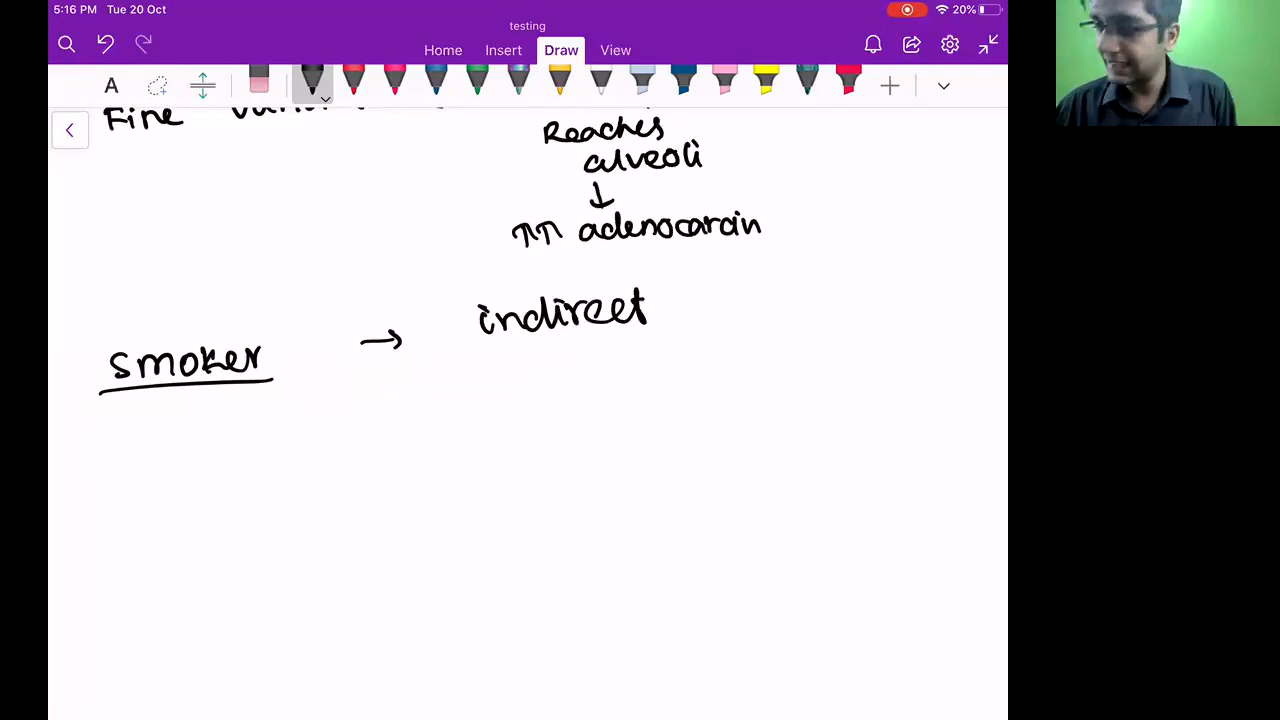 5:16 PM Tue 20 Oct
20%
testing
Home Insert Draw View
A
Fine
Reaches
alveoli
↓
↑↑ adenocarcin
indirect
smoker →